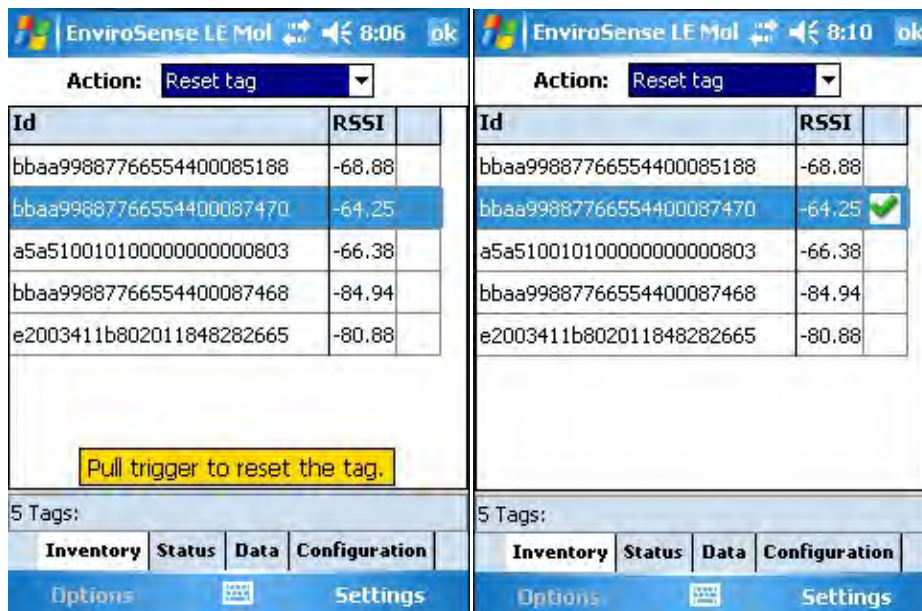 EnviroSense LE Mol 8:06 ok
Action: Reset tag
Id RSSI
bbaa99887766554400085188 -68.88
bbaa99887766554400087470 -64.25
a5a5100101000000000000803 -66.38
bbaa99887766554400087468 -84.94
e2003411b802011848282665 -80.88
Pull trigger to reset the tag.
5 Tags:
Inventory Status Data Configuration
Options Settings
EnviroSense LE Mol 8:10 ok
Action: Reset tag
Id RSSI
bbaa99887766554400085188 -68.88
bbaa99887766554400087470 -64.25
a5a5100101000000000000803 -66.38
bbaa99887766554400087468 -84.94
e2003411b802011848282665 -80.88
5 Tags:
Inventory Status Data Configuration
Options Settings